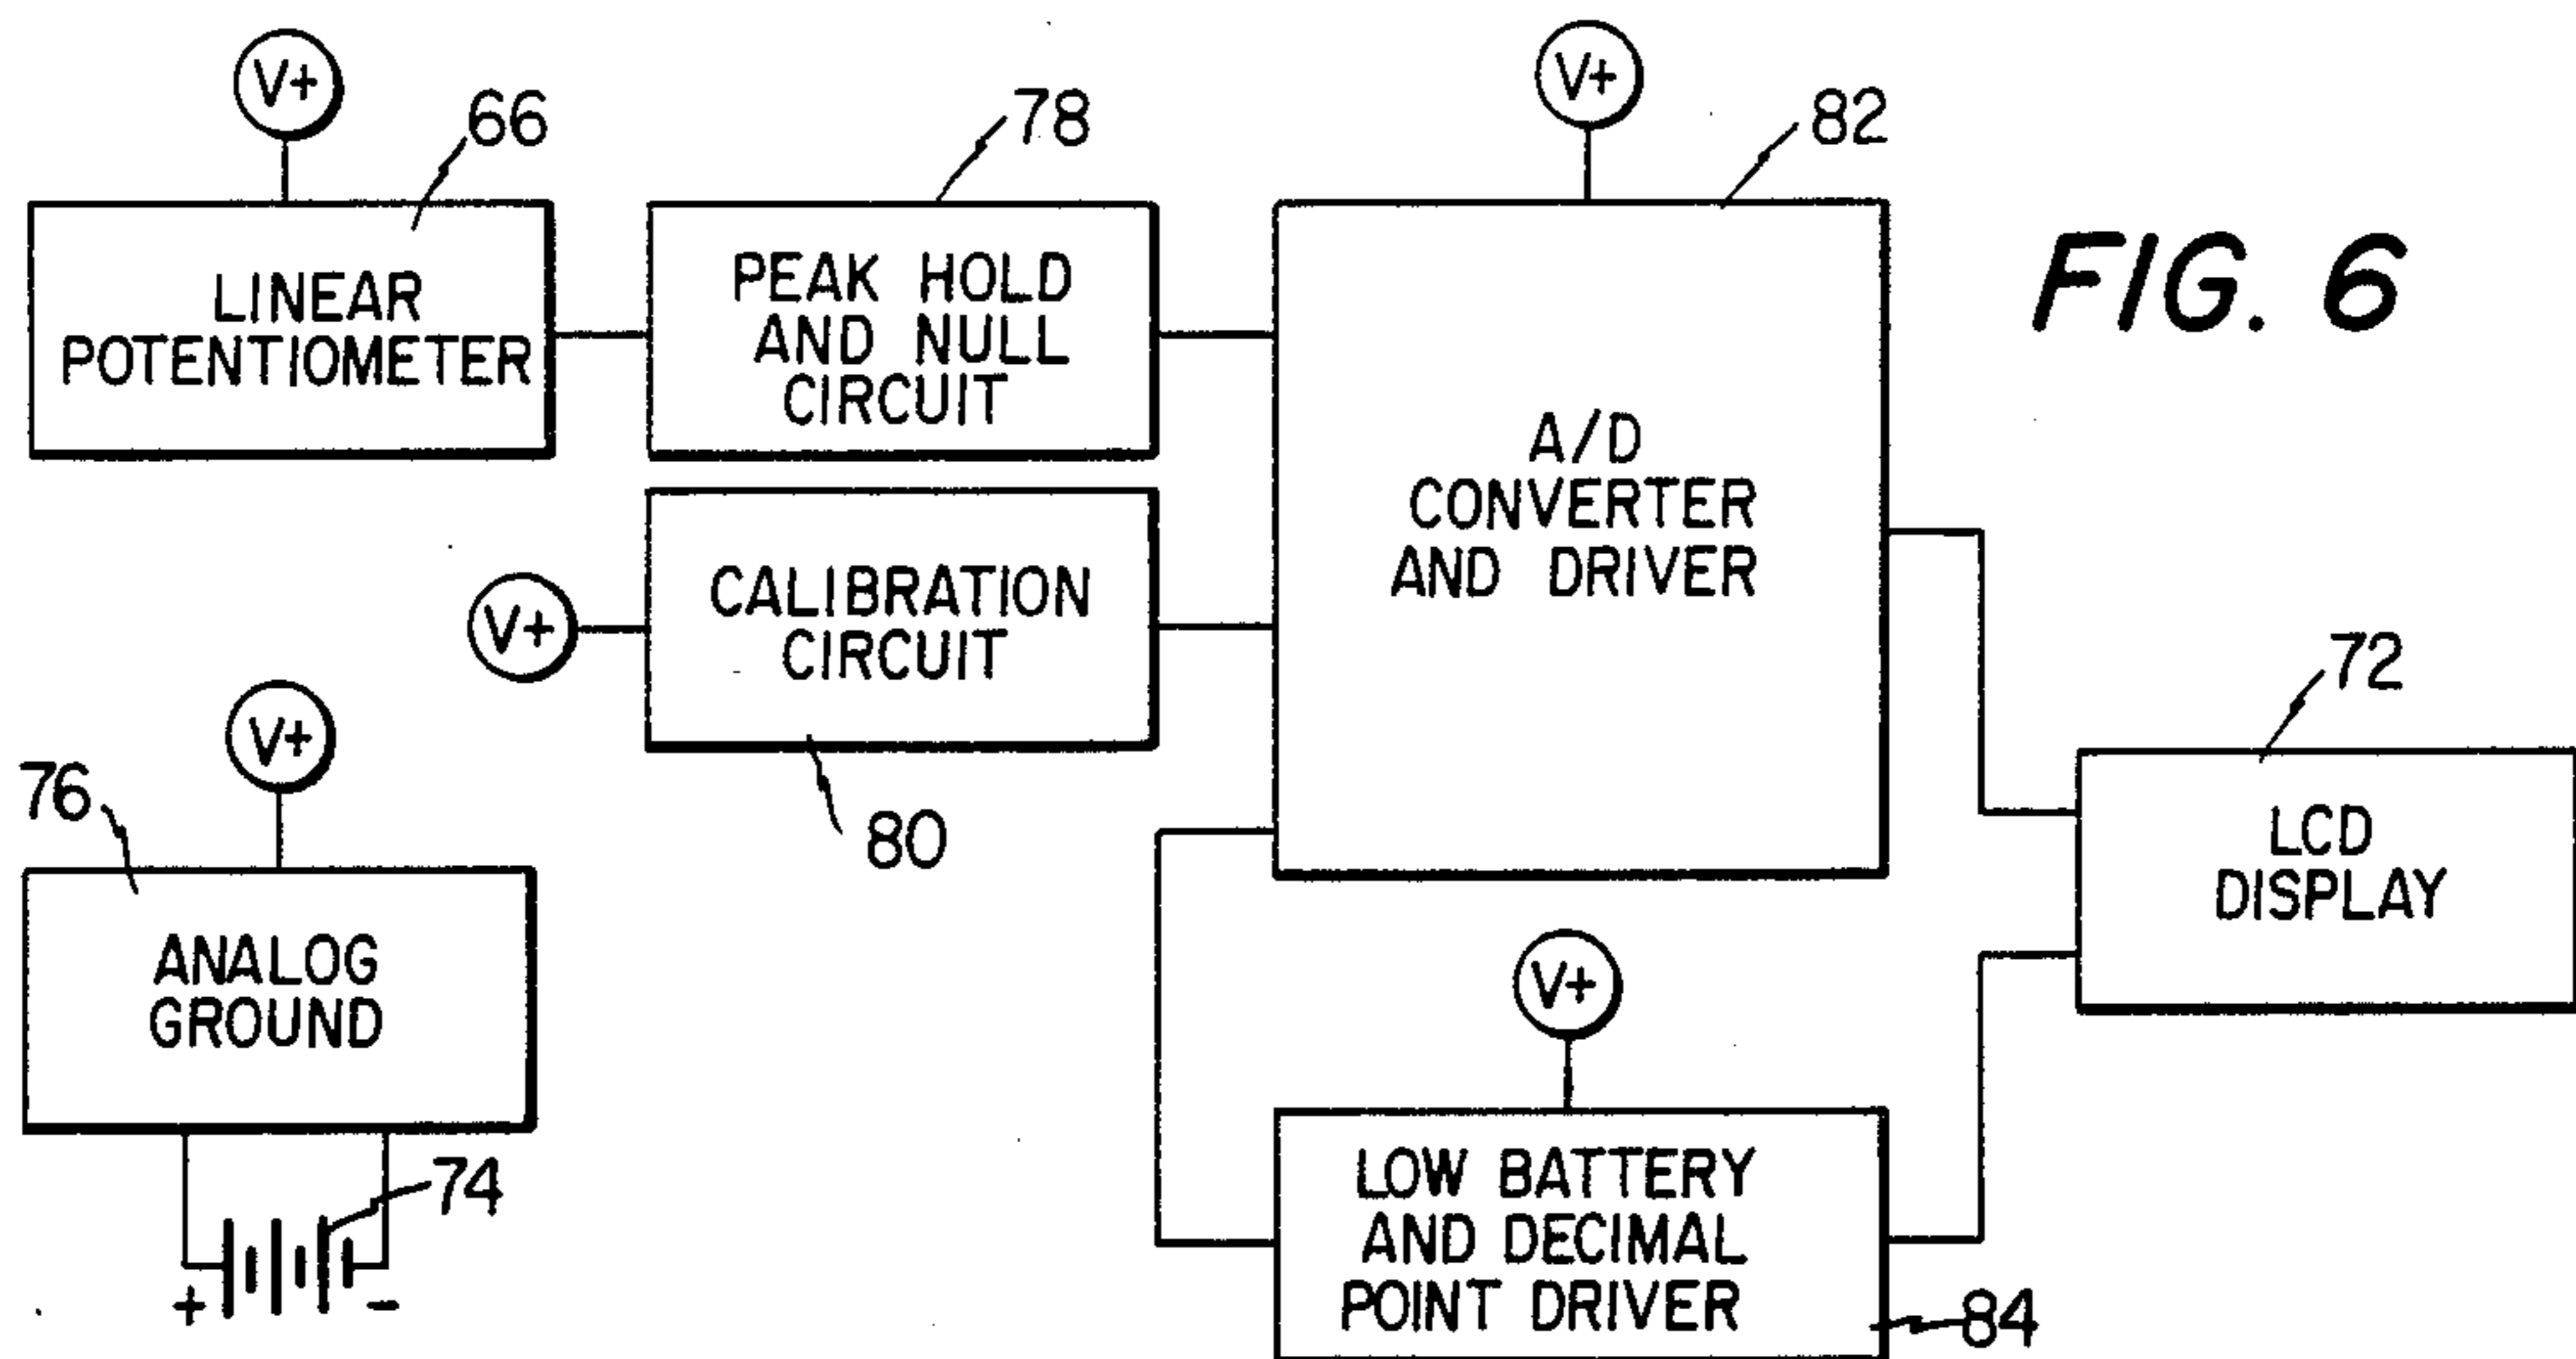 V+
V+
66
78
82
FIG. 6
LINEAR
POTENTIOMETER
PEAK HOLD
AND NULL
CIRCUIT
A/D
CONVERTER
AND DRIVER
V+
CALIBRATION
CIRCUIT
80
72
LCD
DISPLAY
V+
76
ANALOG
GROUND
74
+
-
V+
LOW BATTERY
AND DECIMAL
POINT DRIVER
84